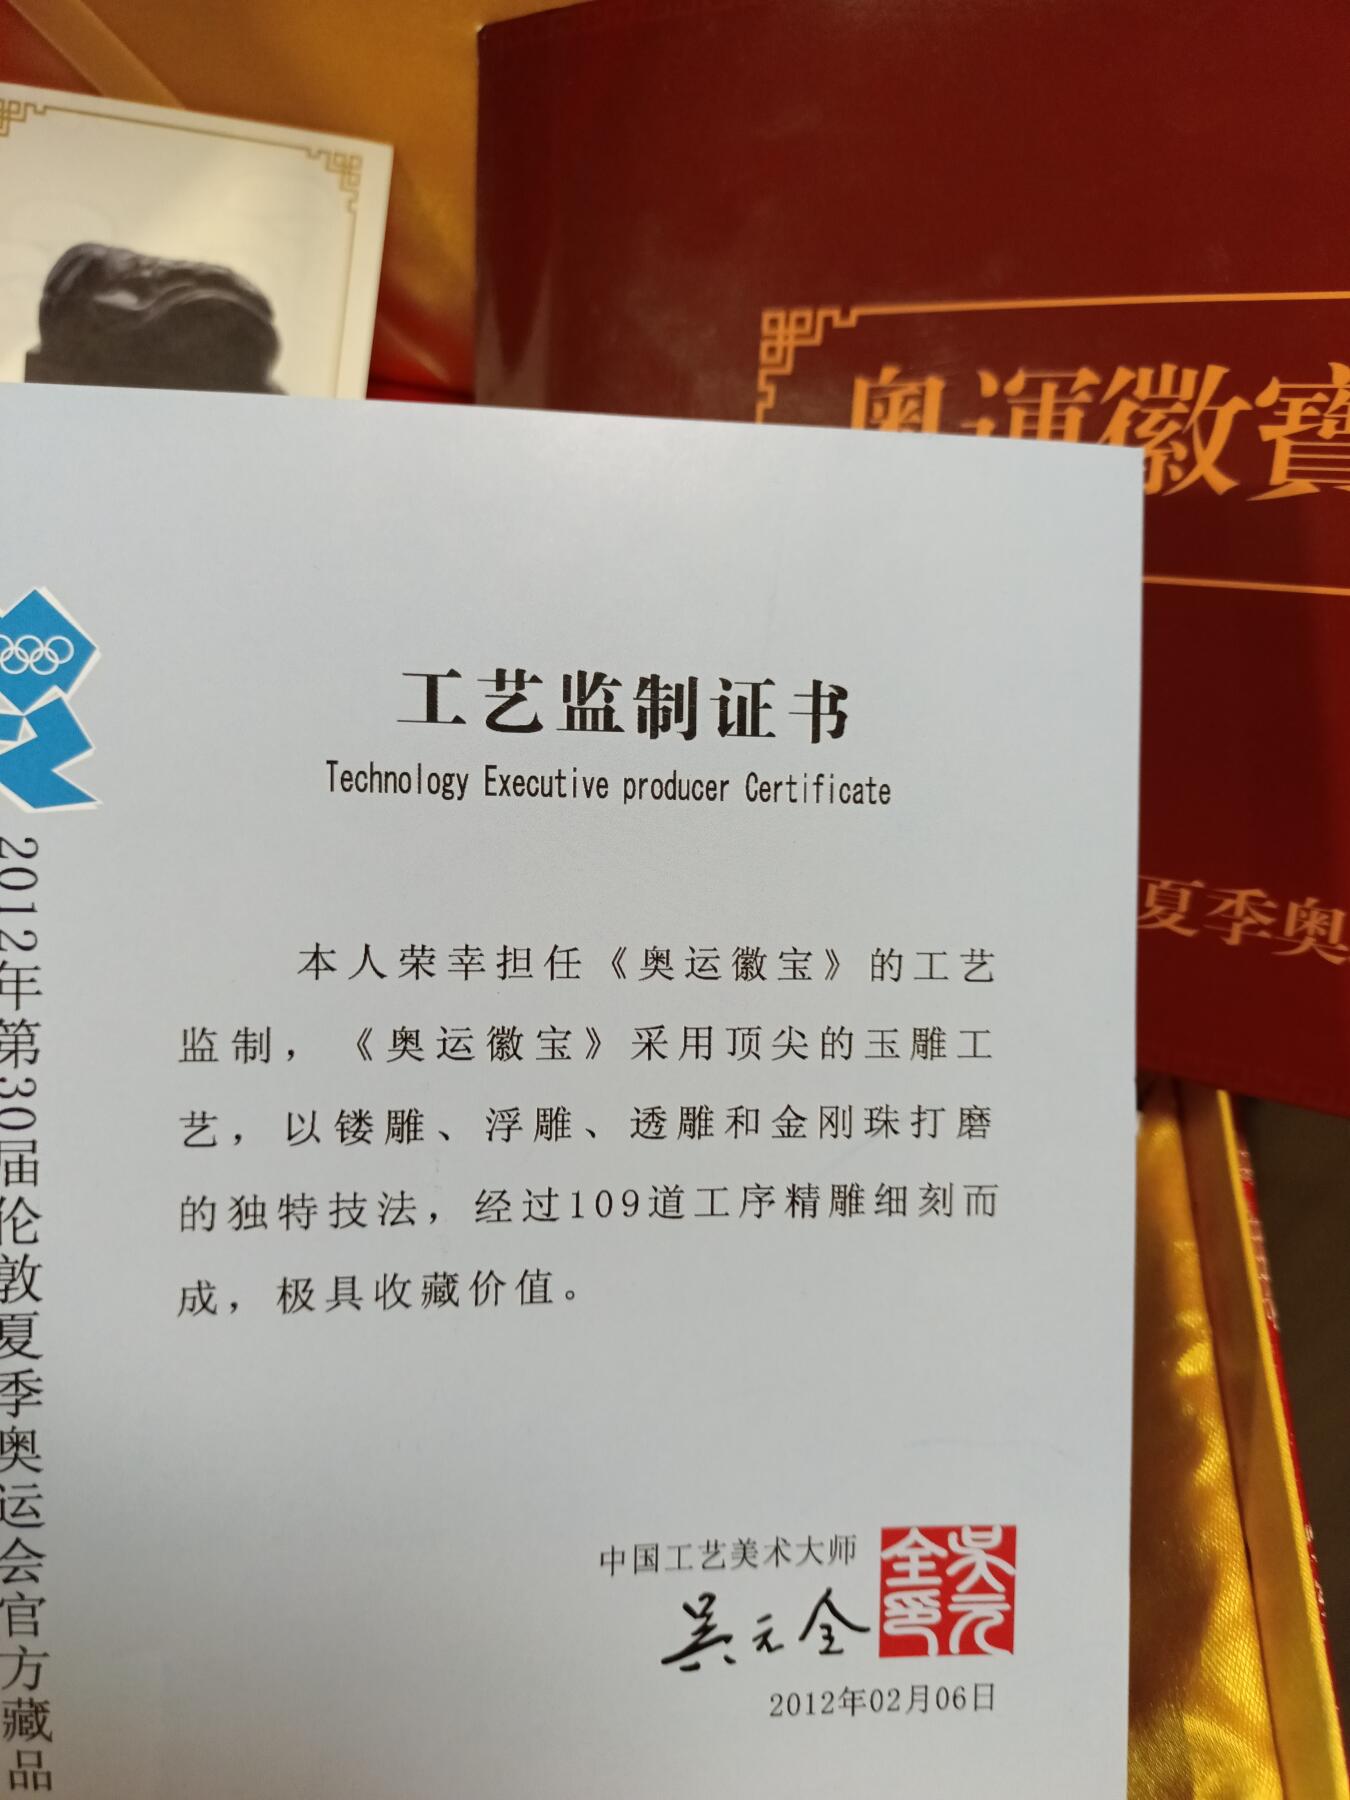 奥運徽寶
夏季奥
工艺监制证书
Technology Executive producer Certificate
本人荣幸担任《奥运徽宝》的工艺
监制，《奥运徽宝》采用顶尖的玉雕工
艺，以镂雕、浮雕、透雕和金刚珠打磨
的独特技法，经过109道工序精雕细刻而
成，极具收藏价值。
中国工艺美术大师
吴元全
吴元全印
2012年02月06日
2012年第30届伦敦夏季奥运会官方藏品